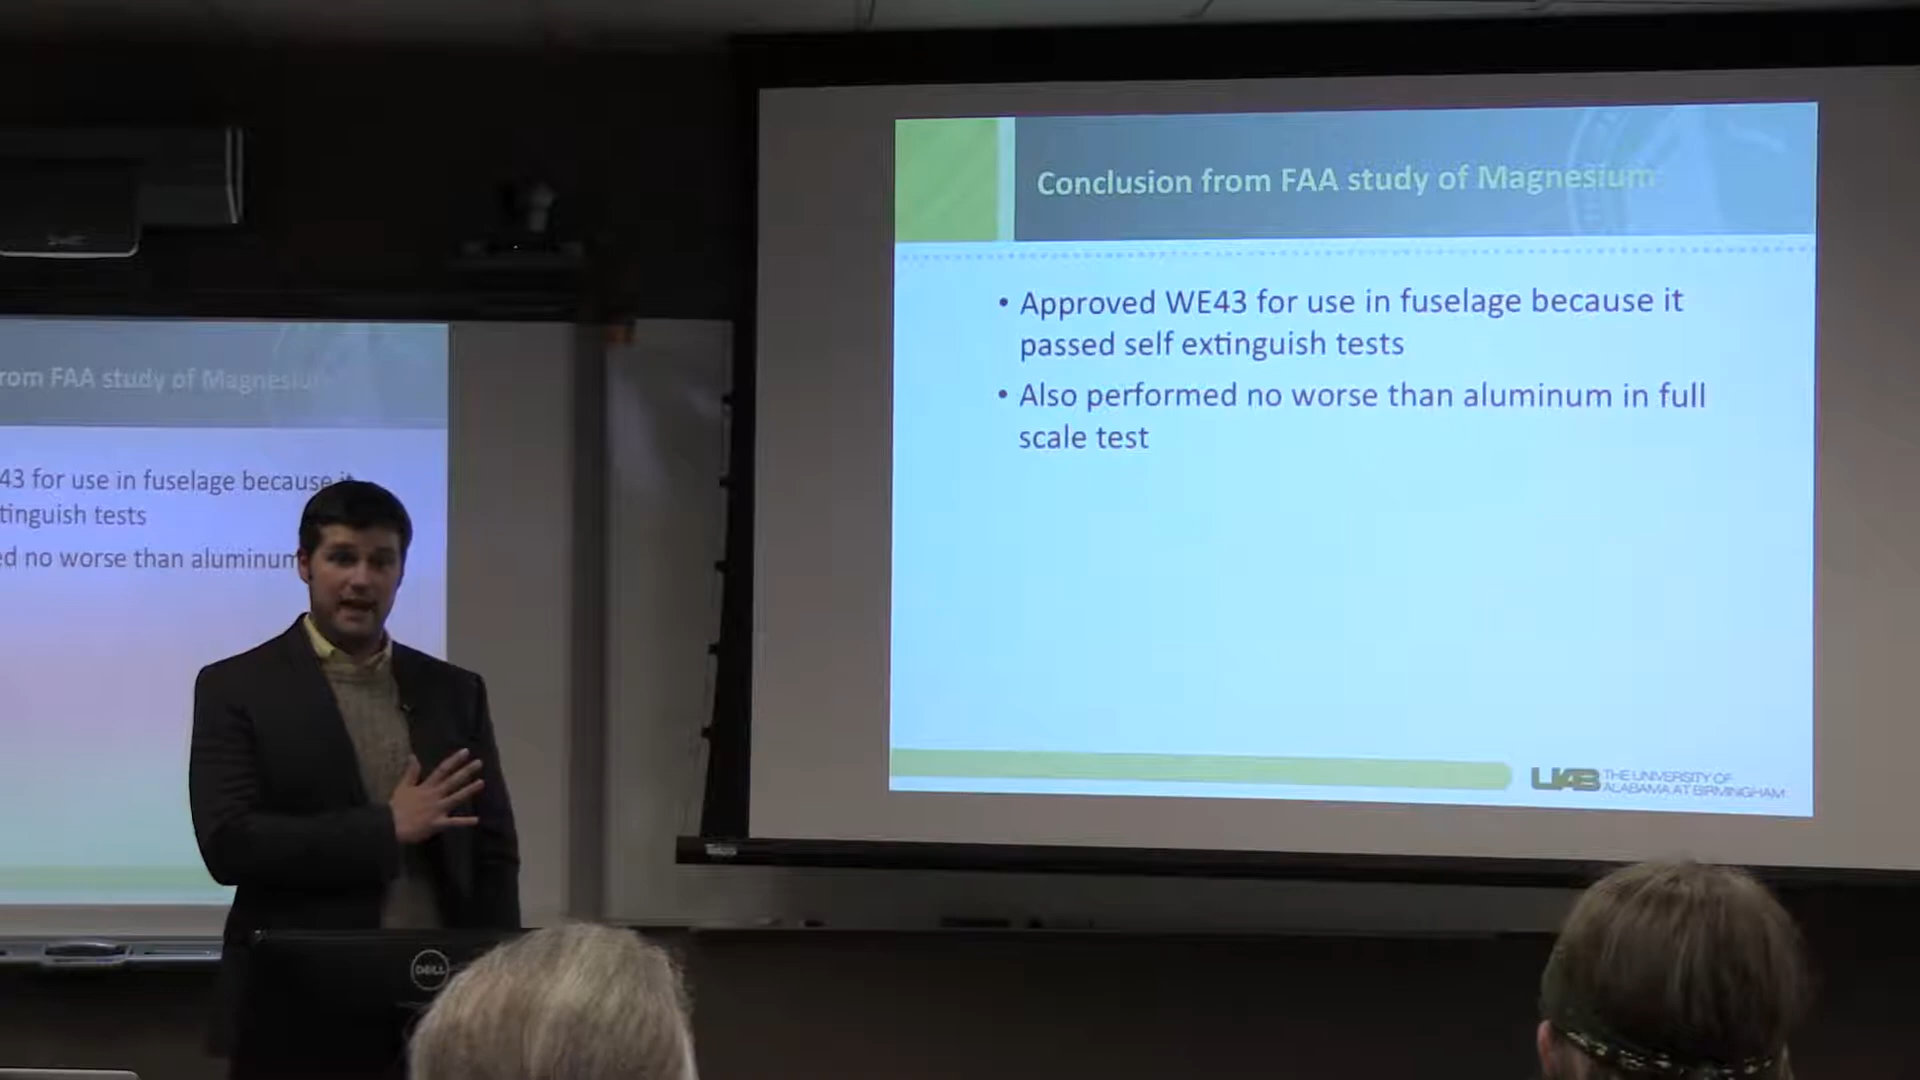 Conclusion from FAA study of Magnesium
• Approved WE43 for use in fuselage because it
passed self extinguish tests
• Also performed no worse than aluminum in full
scale test
UAB THE UNIVERSITY OF
ALABAMA AT BIRMINGHAM
rom FAA study of Magnesium
43 for use in fuselage because it
tinguish tests
ed no worse than aluminum
DELL